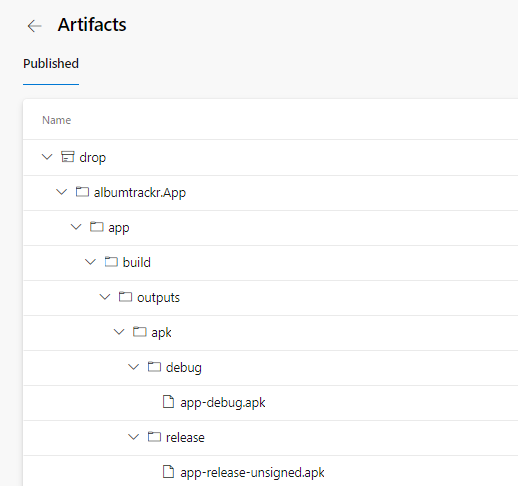 Artifacts
Published
Name
drop
albumtrackr.App
app
build
outputs
apk
debug
app-debug.apk
release
app-release-unsigned.apk